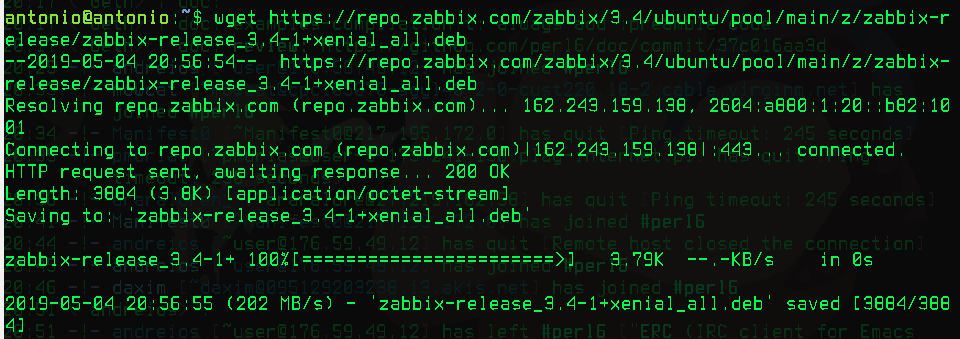 antonio@antonio:~$ wget https://repo.zabbix.com/zabbix/3.4/ubuntu/pool/main/z/zabbix-r
elease/zabbix-release_3.4-1+xenial_all.deb
--2019-05-04 20:56:54--  https://repo.zabbix.com/zabbix/3.4/ubuntu/pool/main/z/zabbix-
release/zabbix-release_3.4-1+xenial_all.deb
Resolving repo.zabbix.com (repo.zabbix.com)... 162.243.159.138, 2604:a880:1:20::b82:10
01
Connecting to repo.zabbix.com (repo.zabbix.com)|162.243.159.138|:443... connected.
HTTP request sent, awaiting response... 200 OK
Length: 3884 (3.8K) [application/octet-stream]
Saving to: 'zabbix-release_3.4-1+xenial_all.deb'
zabbix-release_3.4-1+ 100%[=======================>]   3.79K  --.-KB/s    in 0s
2019-05-04 20:56:55 (202 MB/s) - 'zabbix-release_3.4-1+xenial_all.deb' saved [3884/388
4]